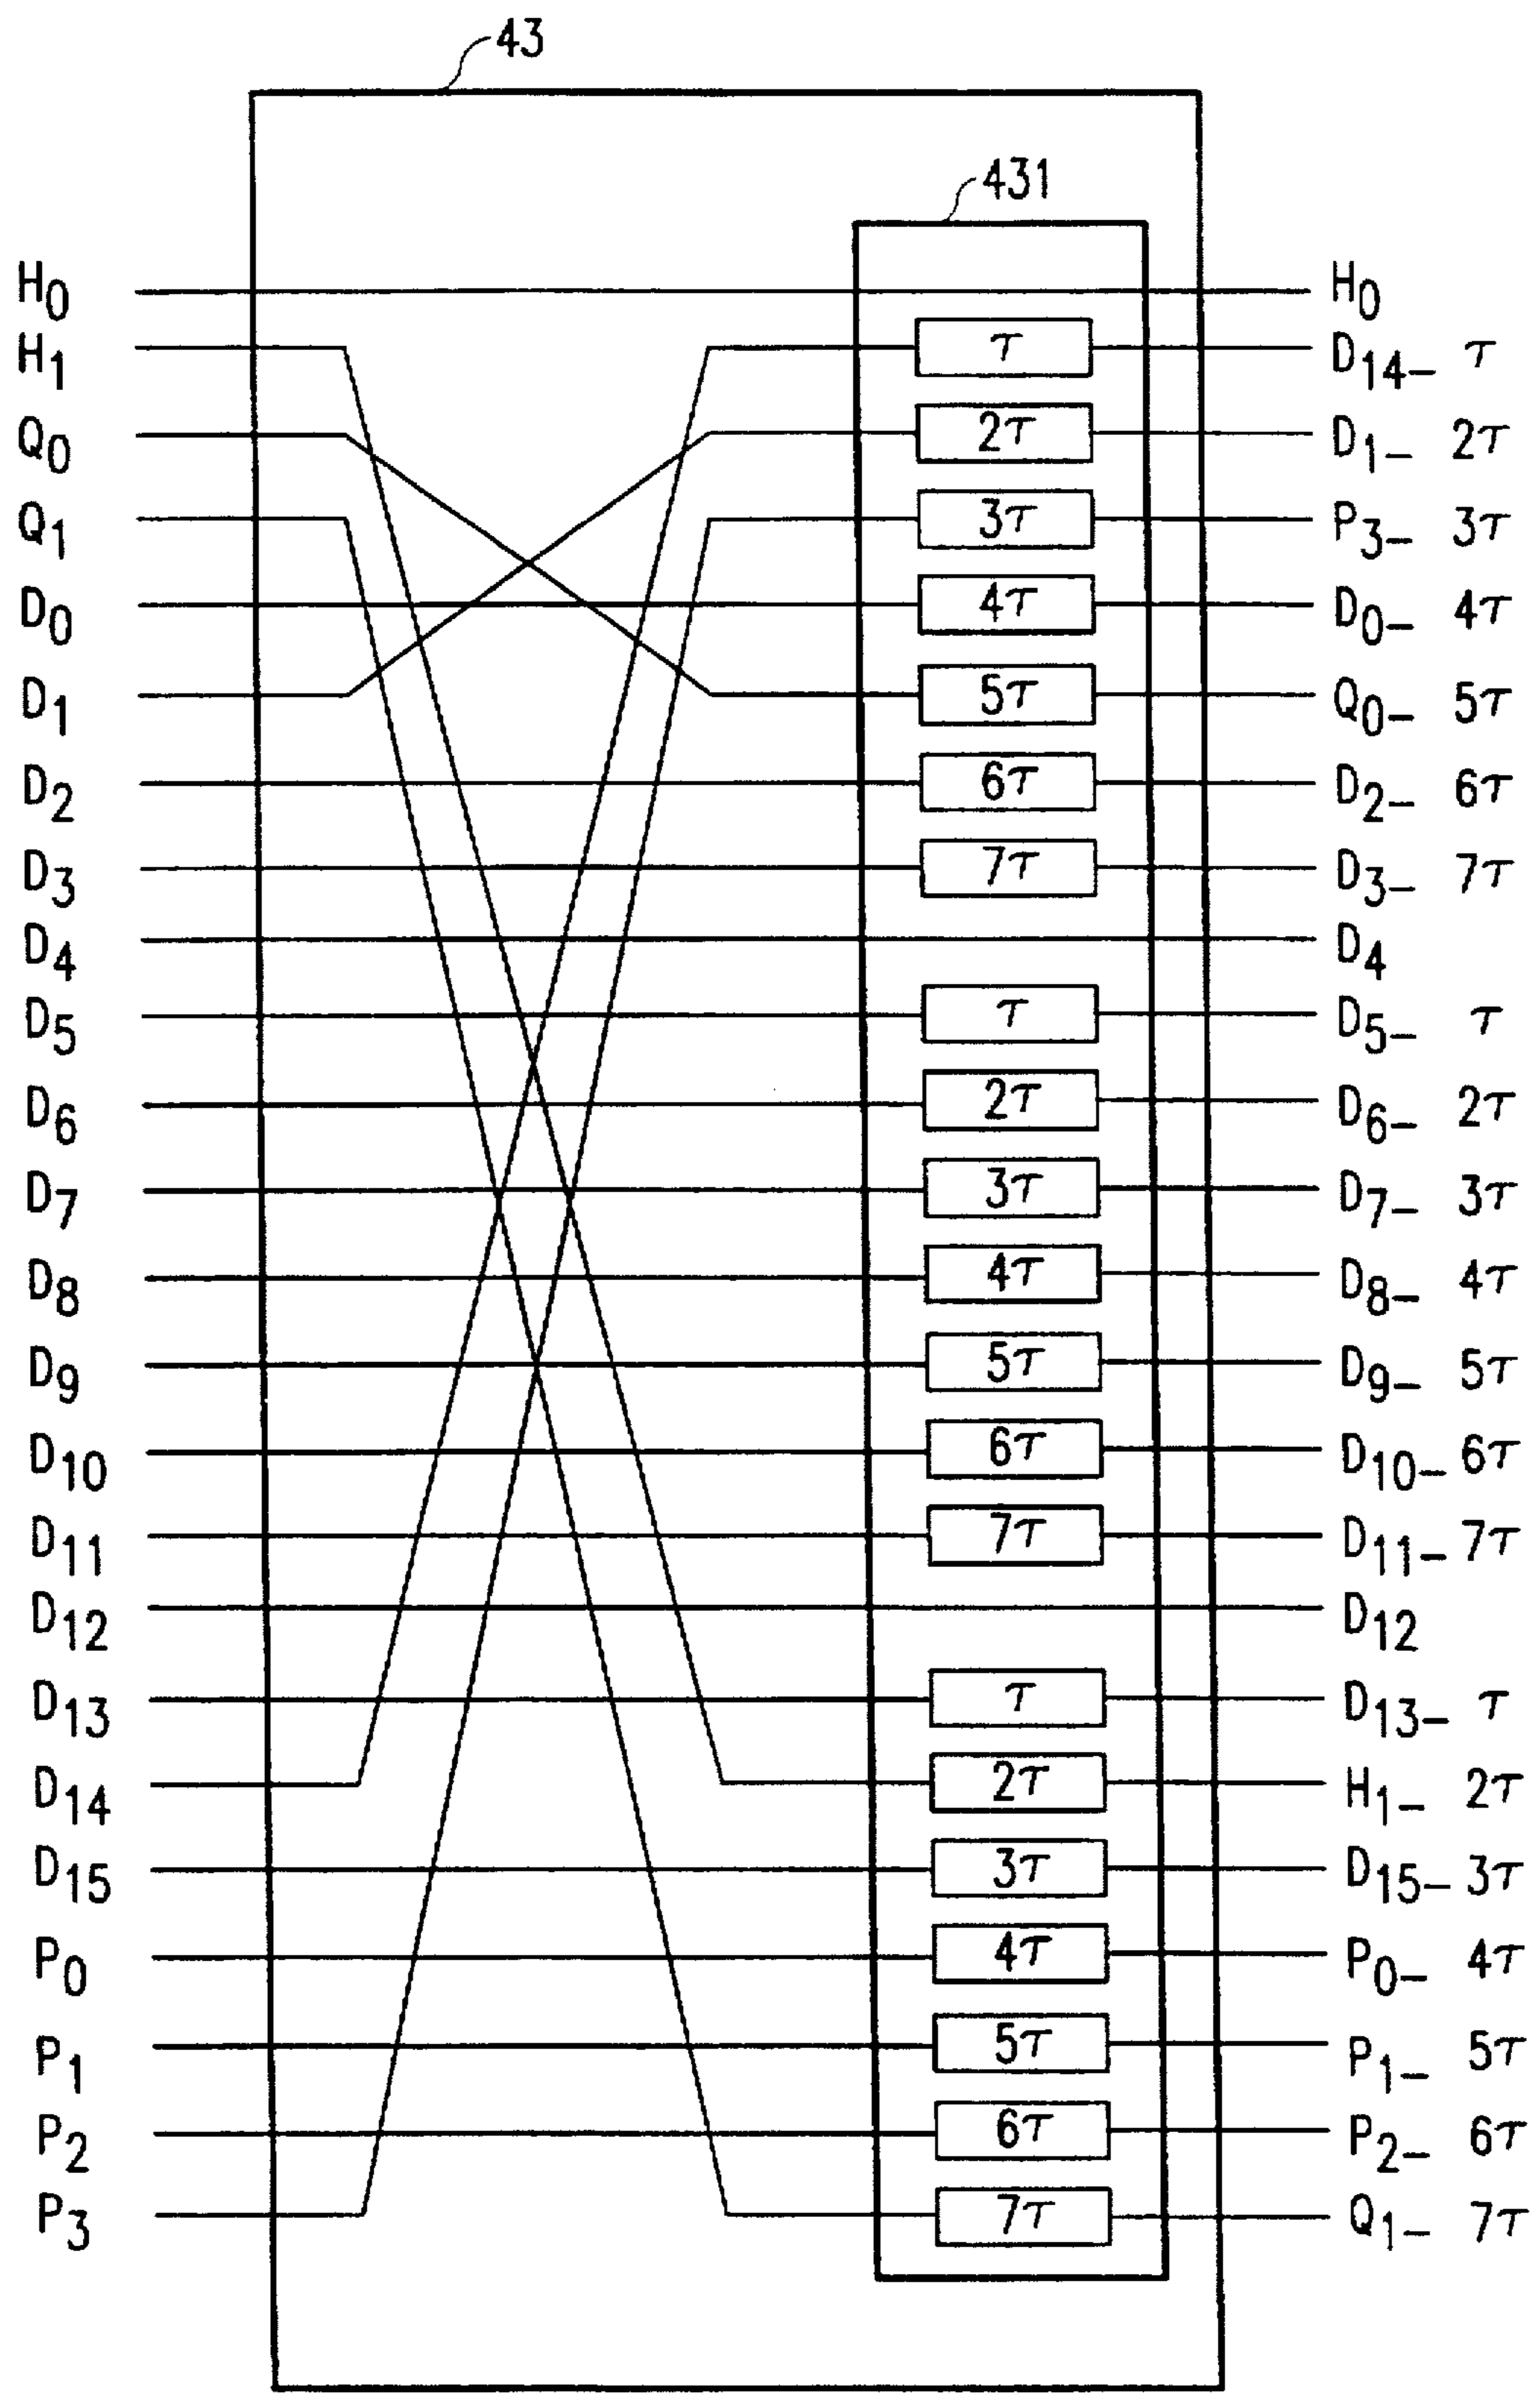 43
431
H0 H0
H1 τ D14– τ
Q0 2τ D1– 2τ
Q1 3τ P3– 3τ
D0 4τ D0– 4τ
D1 5τ Q0– 5τ
D2 6τ D2– 6τ
D3 7τ D3– 7τ
D4 D4
D5 τ D5– τ
D6 2τ D6– 2τ
D7 3τ D7– 3τ
D8 4τ D8– 4τ
D9 5τ D9– 5τ
D10 6τ D10– 6τ
D11 7τ D11– 7τ
D12 D12
D13 τ D13– τ
D14 2τ H1– 2τ
D15 3τ D15– 3τ
P0 4τ P0– 4τ
P1 5τ P1– 5τ
P2 6τ P2– 6τ
P3 7τ Q1– 7τ